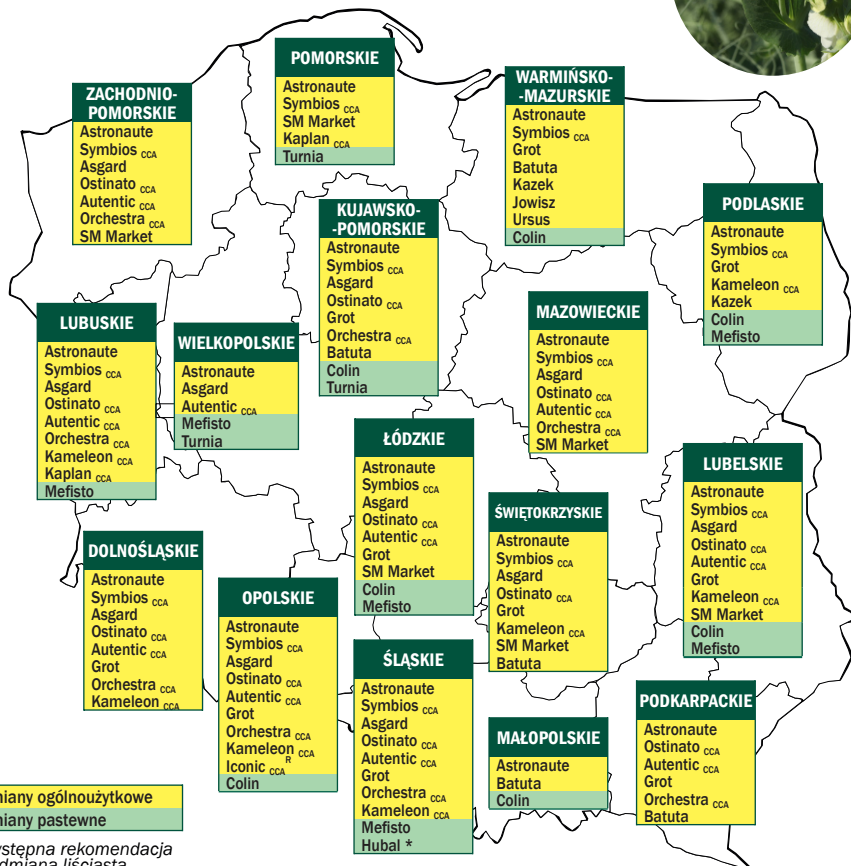 POMORSKIE
Astronaute
Symbios CCA
SM Market
Kaplan CCA
Turnia
ZACHODNIO-
POMORSKIE
Astronaute
Symbios CCA
Asgard
Ostinato CCA
Autentic CCA
Orchestra CCA
SM Market
WARMIŃSKO-
-MAZURSKIE
Astronaute
Symbios CCA
Grot
Batuta
Kazek
Jowisz
Ursus
Colin
KUJAWSKO-
-POMORSKIE
Astronaute
Symbios CCA
Asgard
Ostinato CCA
Grot
Orchestra CCA
Batuta
Colin
Turnia
PODLASKIE
Astronaute
Symbios CCA
Grot
Kameleon CCA
Kazek
Colin
Mefisto
LUBUSKIE
Astronaute
Symbios CCA
Asgard
Ostinato CCA
Autentic CCA
Orchestra CCA
Kameleon CCA
Kaplan CCA
Mefisto
WIELKOPOLSKIE
Astronaute
Asgard
Autentic CCA
Mefisto
Turnia
MAZOWIECKIE
Astronaute
Symbios CCA
Asgard
Ostinato CCA
Autentic CCA
Orchestra CCA
SM Market
ŁÓDZKIE
Astronaute
Symbios CCA
Asgard
Ostinato CCA
Autentic CCA
Grot
SM Market
Colin
Mefisto
LUBELSKIE
Astronaute
Symbios CCA
Asgard
Ostinato CCA
Autentic CCA
Grot
Kameleon CCA
SM Market
Colin
Mefisto
ŚWIĘTOKRZYSKIE
Astronaute
Symbios CCA
Asgard
Ostinato CCA
Grot
Kameleon CCA
SM Market
Batuta
DOLNOŚLĄSKIE
Astronaute
Symbios CCA
Asgard
Ostinato CCA
Autentic CCA
Grot
Orchestra CCA
Kameleon CCA
OPOLSKIE
Astronaute
Symbios CCA
Asgard
Ostinato CCA
Autentic CCA
Grot
Orchestra CCA
Kameleon CCA
Iconic CCA R
Colin
ŚLĄSKIE
Astronaute
Symbios CCA
Asgard
Ostinato CCA
Autentic CCA
Grot
Orchestra CCA
Kameleon CCA
Mefisto
Hubal *
MAŁOPOLSKIE
Astronaute
Batuta
Colin
PODKARPACKIE
Astronaute
Ostinato CCA
Autentic CCA
Grot
Orchestra CCA
Batuta
miany ogólnoużytkowe
miany pastewne
stępna rekomendacja
dmiana liściasta